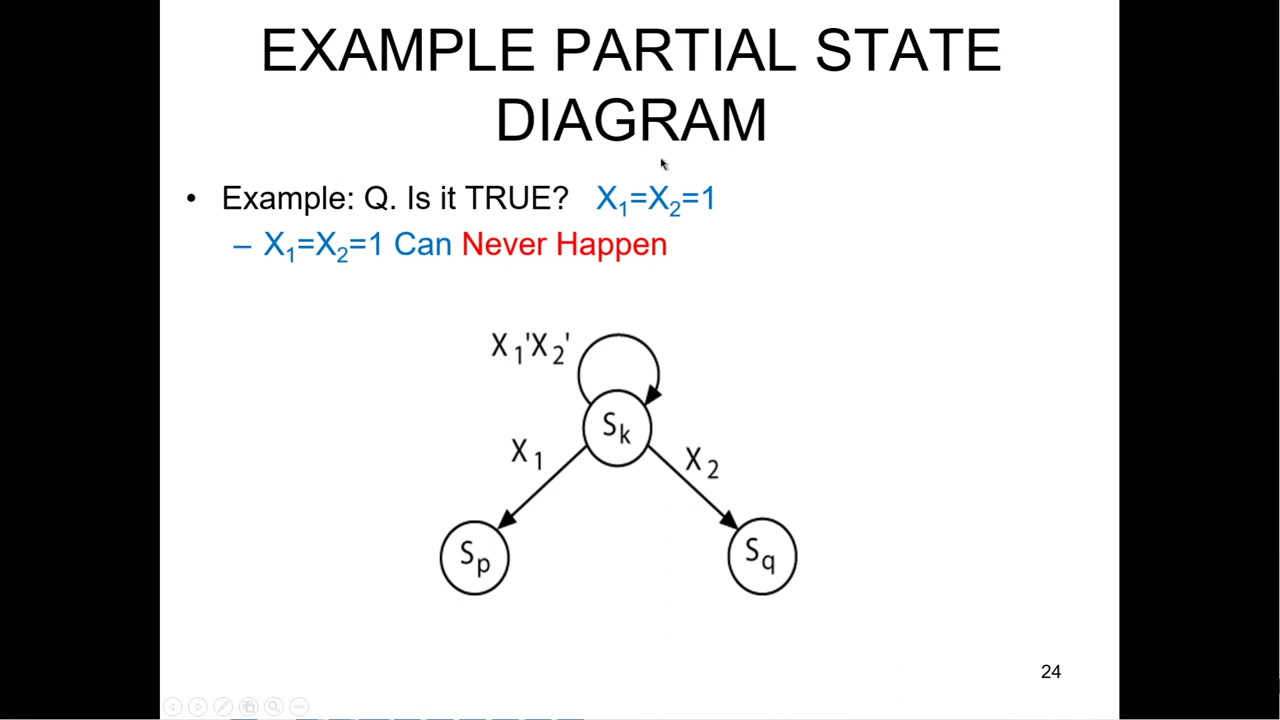 EXAMPLE PARTIAL STATE
DIAGRAM
• Example: Q. Is it TRUE? X₁=X₂=1
– X₁=X₂=1 Can Never Happen
X₁'X₂'
Sₖ
X₁
X₂
Sₚ
S_q
24